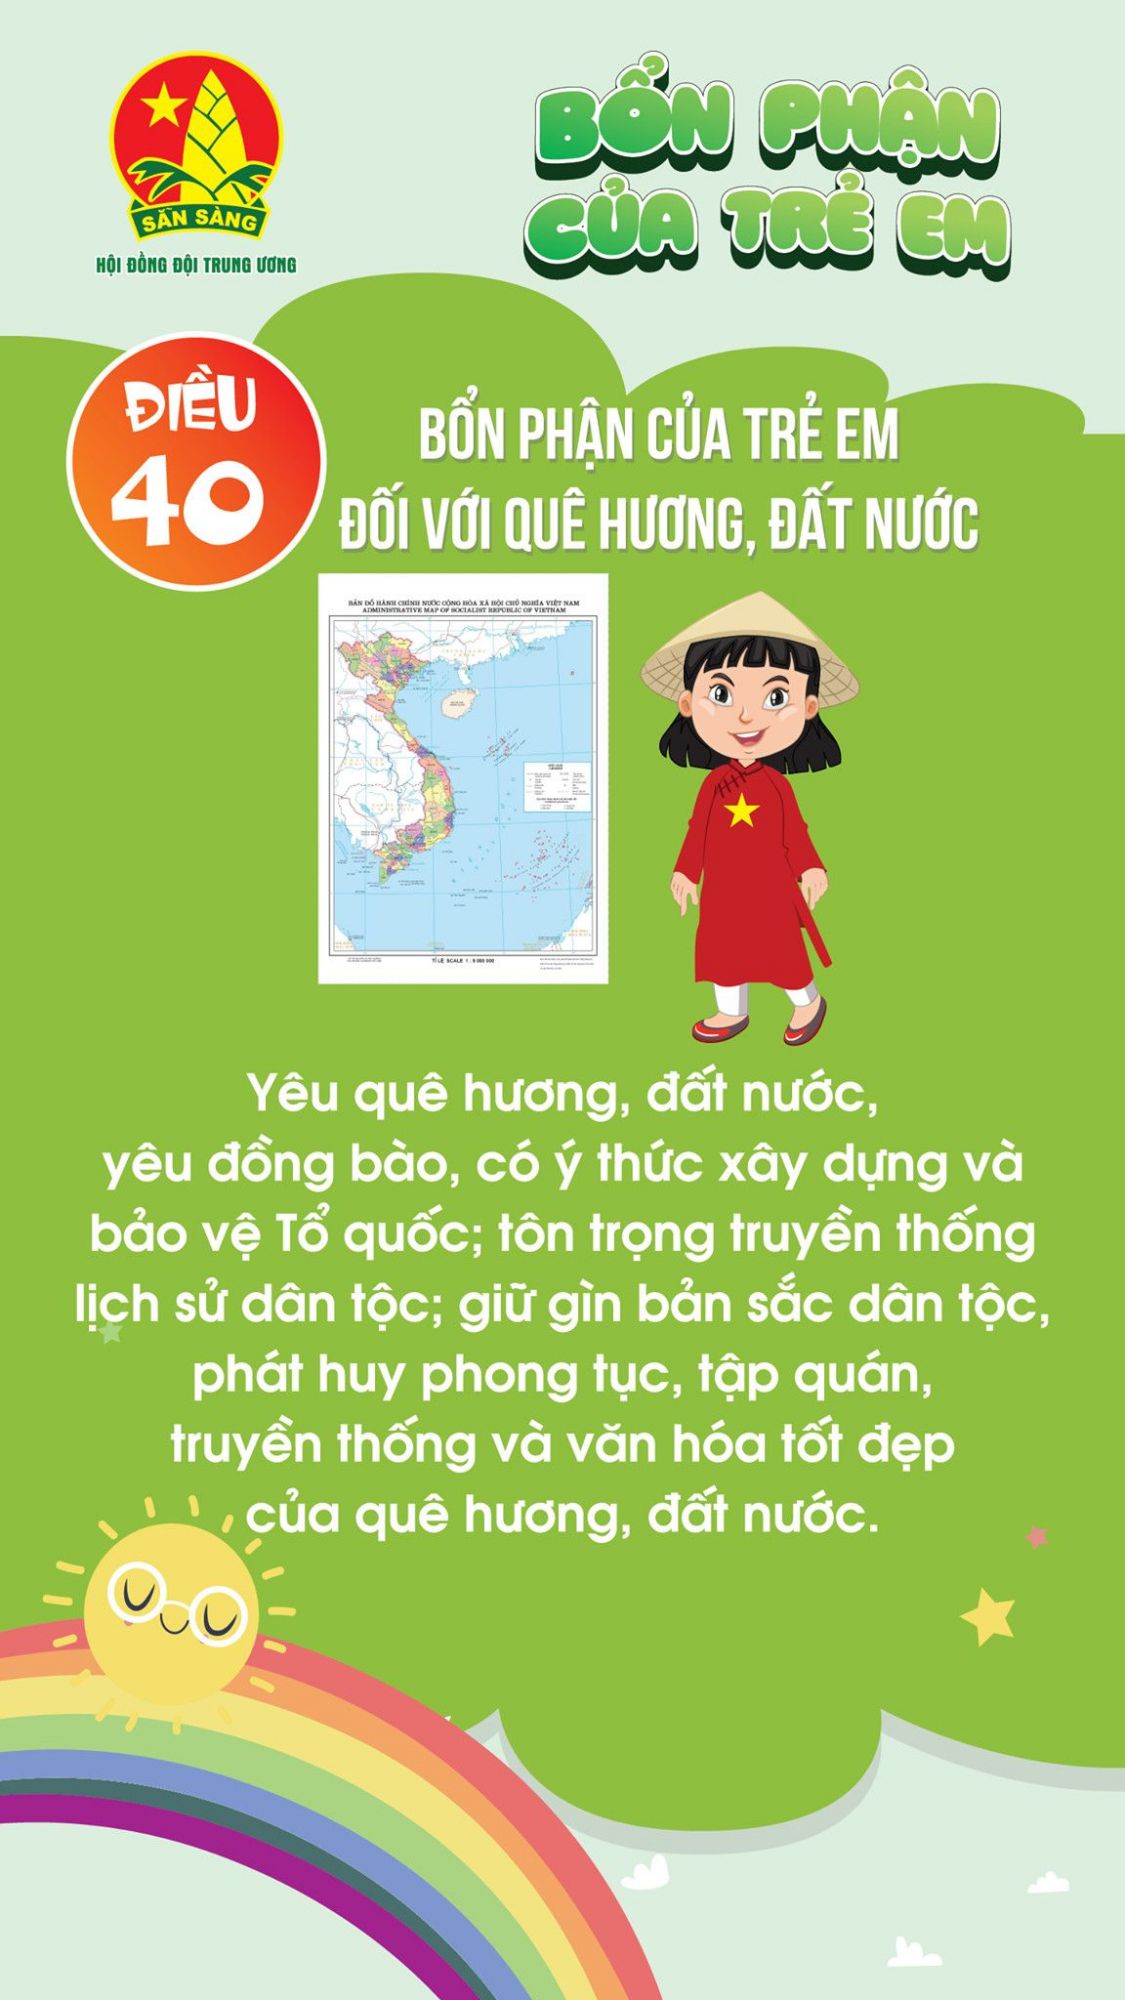 SẴN SÀNG
HỘI ĐỒNG ĐỘI TRUNG ƯƠNG
BỔN PHẬN
CỦA TRẺ EM
ĐIỀU
40
BỔN PHẬN CỦA TRẺ EM
ĐỐI VỚI QUÊ HƯƠNG, ĐẤT NƯỚC
BẢN ĐỒ HÀNH CHÍNH NƯỚC CỘNG HÒA XÃ HỘI CHỦ NGHĨA VIỆT NAM
ADMINISTRATIVE MAP OF SOCIALIST REPUBLIC OF VIETNAM
TỈ LỆ SCALE 1 : 9 000 000
Yêu quê hương, đất nước,
yêu đồng bào, có ý thức xây dựng và
bảo vệ Tổ quốc; tôn trọng truyền thống
lịch sử dân tộc; giữ gìn bản sắc dân tộc,
phát huy phong tục, tập quán,
truyền thống và văn hóa tốt đẹp
của quê hương, đất nước.